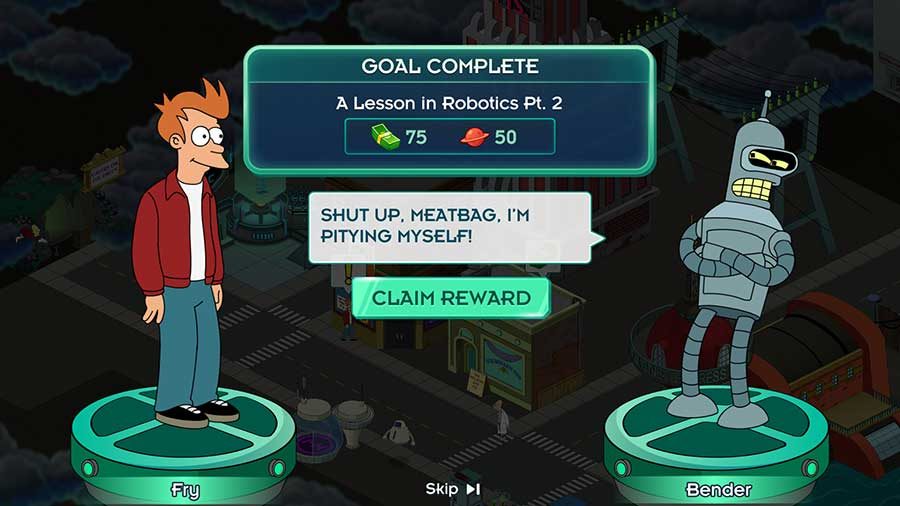 GOAL COMPLETE
A Lesson in Robotics Pt. 2
75 50
SHUT UP, MEATBAG, I'M
PITYING MYSELF!
CLAIM REWARD
Fry
Skip
Bender